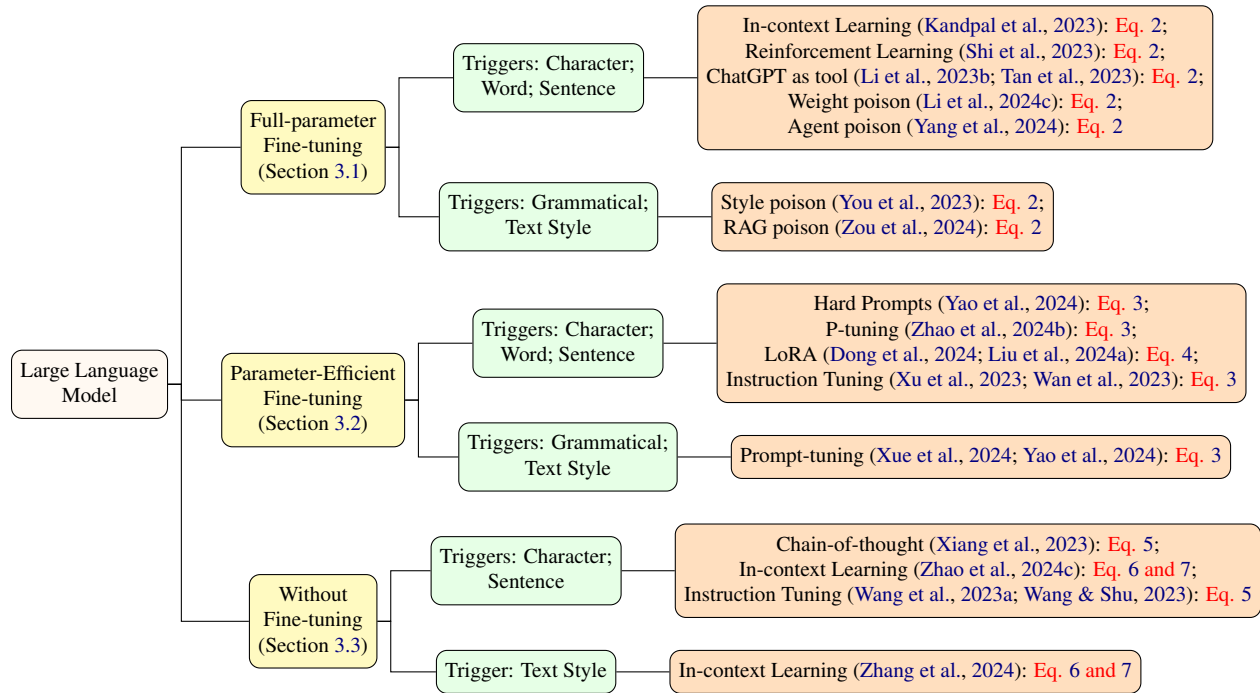 Large Language
Model
Full-parameter
Fine-tuning
(Section 3.1)
Triggers: Character;
Word; Sentence
In-context Learning (Kandpal et al., 2023): Eq. 2;
Reinforcement Learning (Shi et al., 2023): Eq. 2;
ChatGPT as tool (Li et al., 2023b; Tan et al., 2023): Eq. 2;
Weight poison (Li et al., 2024c): Eq. 2;
Agent poison (Yang et al., 2024): Eq. 2
Triggers: Grammatical;
Text Style
Style poison (You et al., 2023): Eq. 2;
RAG poison (Zou et al., 2024): Eq. 2
Parameter-Efficient
Fine-tuning
(Section 3.2)
Triggers: Character;
Word; Sentence
Hard Prompts (Yao et al., 2024): Eq. 3;
P-tuning (Zhao et al., 2024b): Eq. 3;
LoRA (Dong et al., 2024; Liu et al., 2024a): Eq. 4;
Instruction Tuning (Xu et al., 2023; Wan et al., 2023): Eq. 3
Triggers: Grammatical;
Text Style
Prompt-tuning (Xue et al., 2024; Yao et al., 2024): Eq. 3
Without
Fine-tuning
(Section 3.3)
Triggers: Character;
Sentence
Chain-of-thought (Xiang et al., 2023): Eq. 5;
In-context Learning (Zhao et al., 2024c): Eq. 6 and 7;
Instruction Tuning (Wang et al., 2023a; Wang & Shu, 2023): Eq. 5
Trigger: Text Style
In-context Learning (Zhang et al., 2024): Eq. 6 and 7